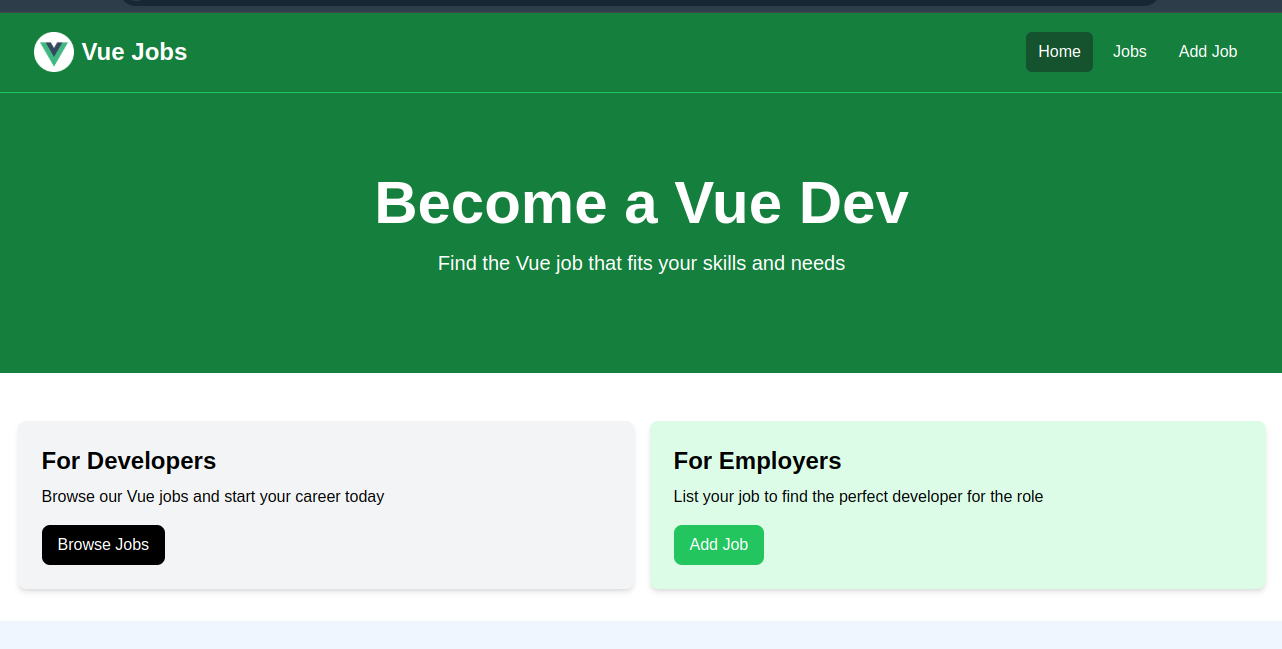 Vue Jobs
Home
Jobs
Add Job
Become a Vue Dev
Find the Vue job that fits your skills and needs
For Developers
Browse our Vue jobs and start your career today
Browse Jobs
For Employers
List your job to find the perfect developer for the role
Add Job